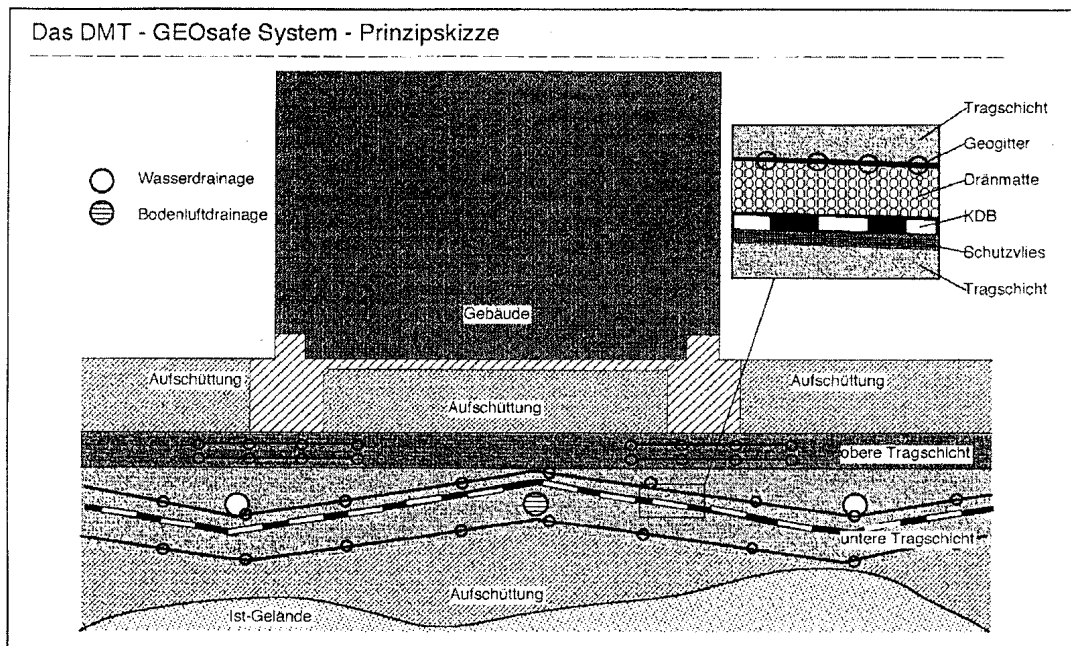 Das DMT - GEOsafe System - Prinzipskizze
Wasserdrainage
Bodenluftdrainage
Tragschicht
Geogitter
Dränmatte
KDB
Schutzvlies
Tragschicht
Gebäude
Aufschüttung
Aufschüttung
Aufschüttung
obere Tragschicht
untere Tragschicht
Aufschüttung
Ist-Gelände